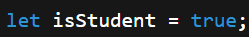 let isStudent = true;